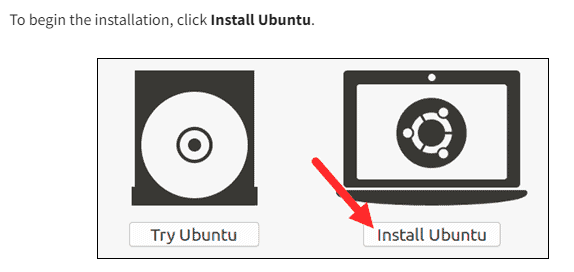 To begin the installation, click Install Ubuntu.
Try Ubuntu
Install Ubuntu